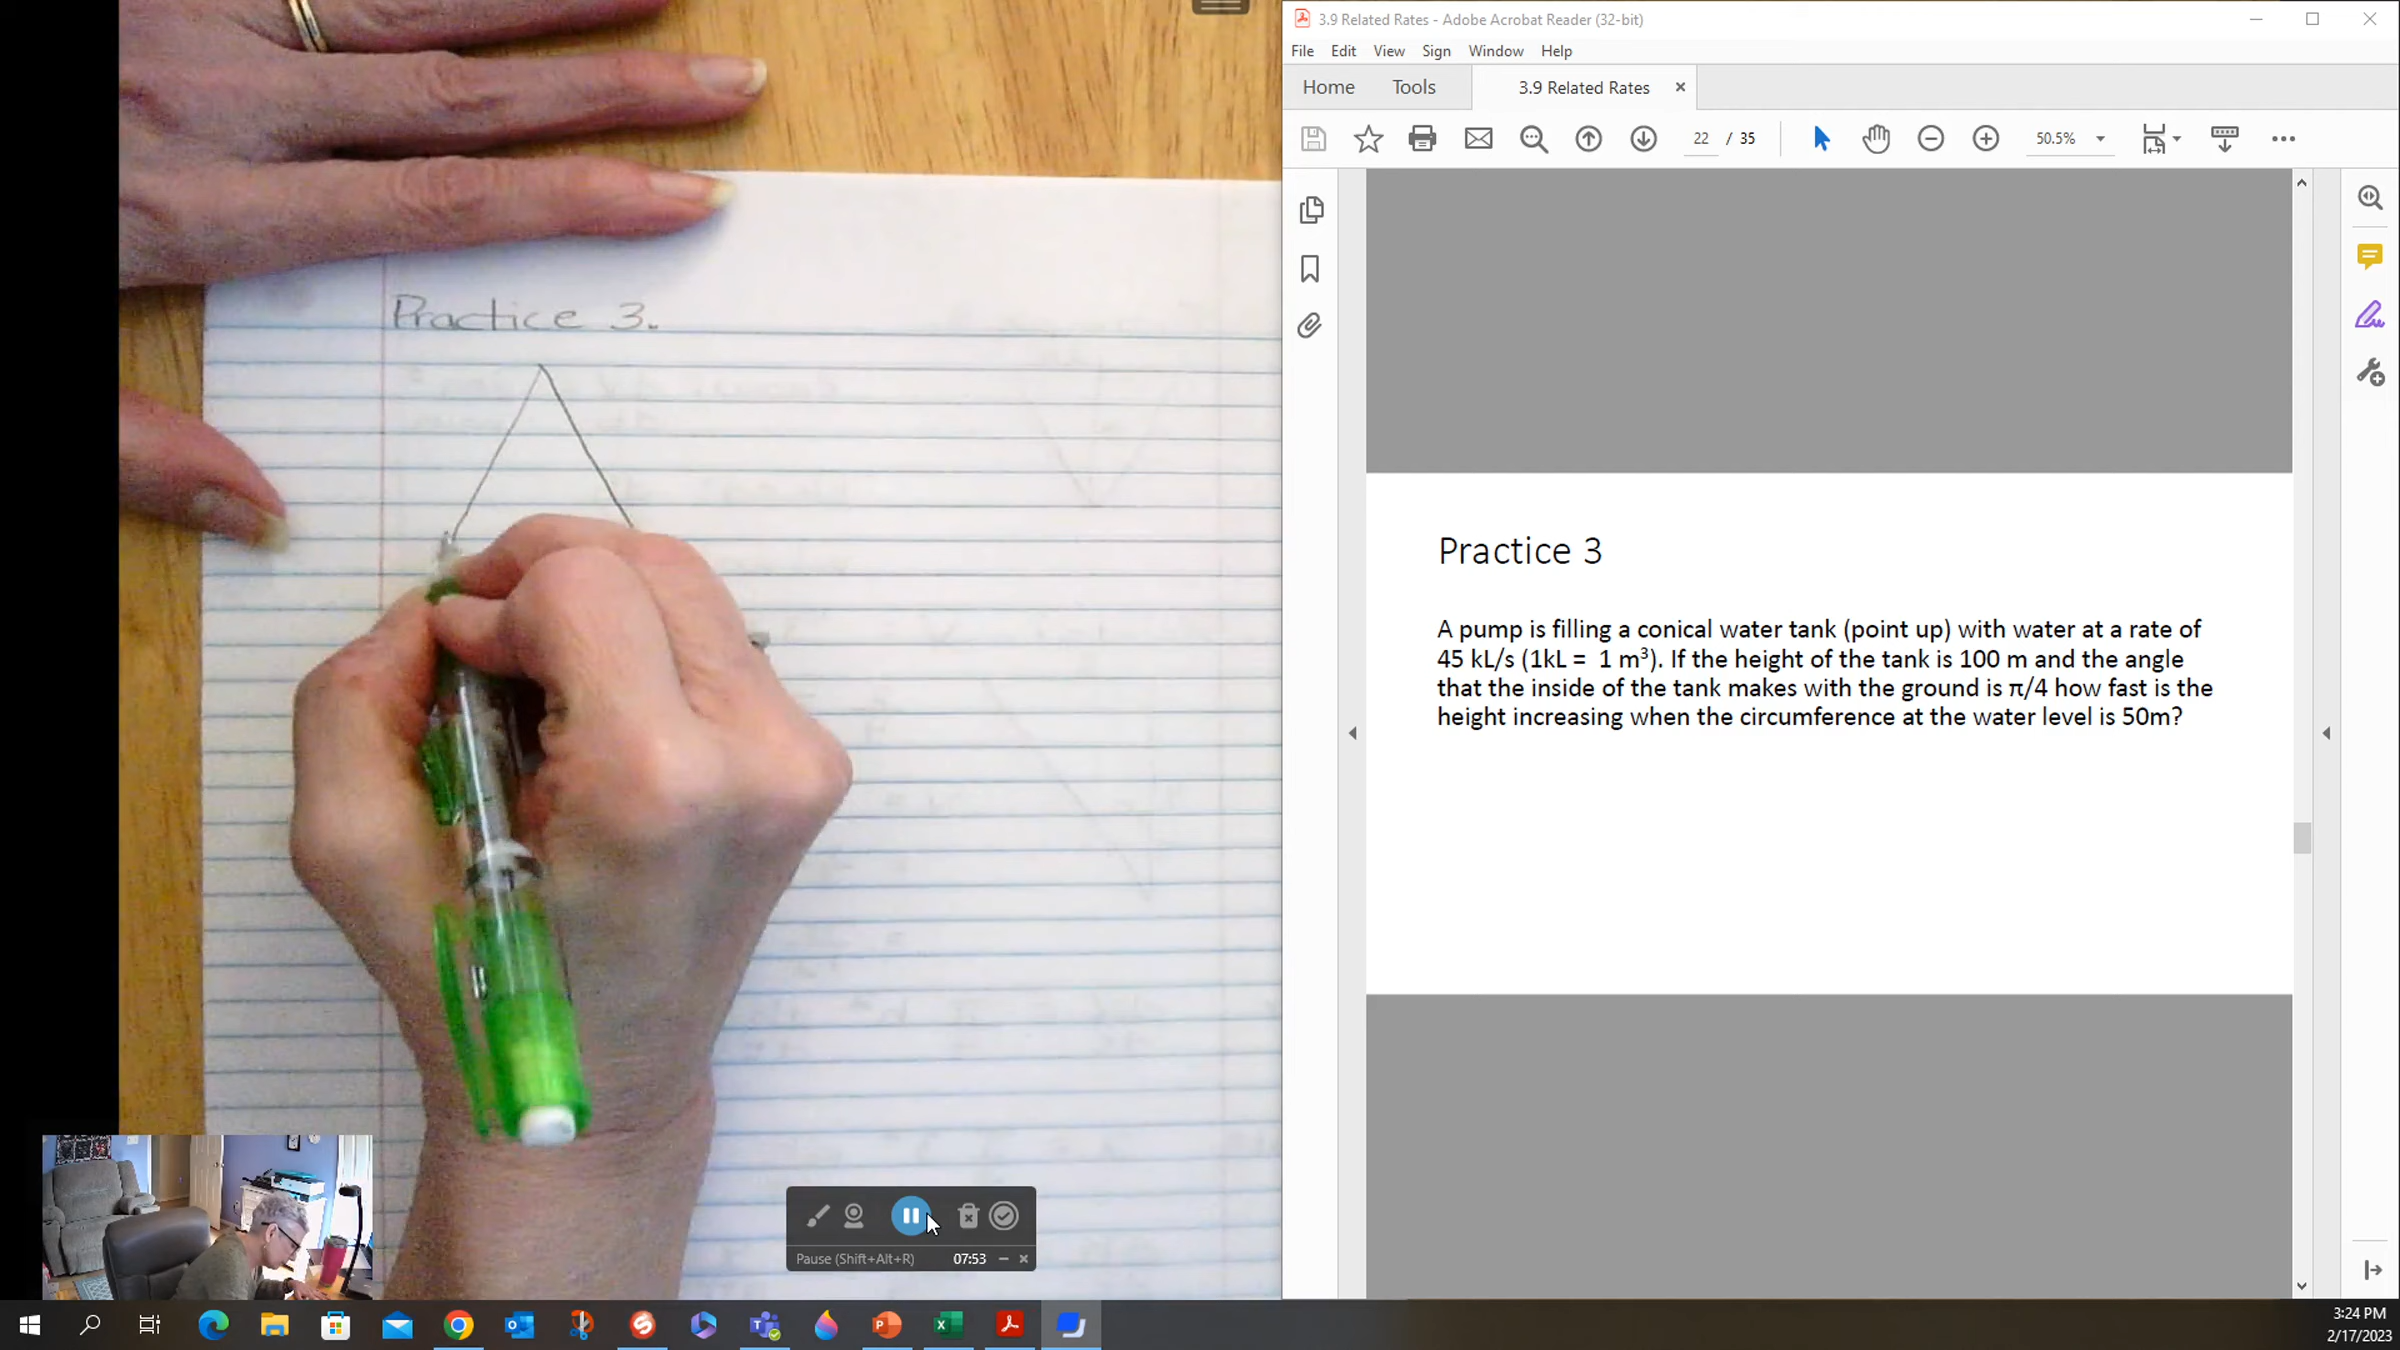 3.9 Related Rates - Adobe Acrobat Reader (32-bit)
File Edit View Sign Window Help
Home Tools 3.9 Related Rates ×
22 / 35 50.5%
Practice 3.
Practice 3
A pump is filling a conical water tank (point up) with water at a rate of
45 kL/s (1kL = 1 m³). If the height of the tank is 100 m and the angle
that the inside of the tank makes with the ground is π/4 how fast is the
height increasing when the circumference at the water level is 50m?
Pause (Shift+Alt+R) 07:53
3:24 PM
2/17/2023